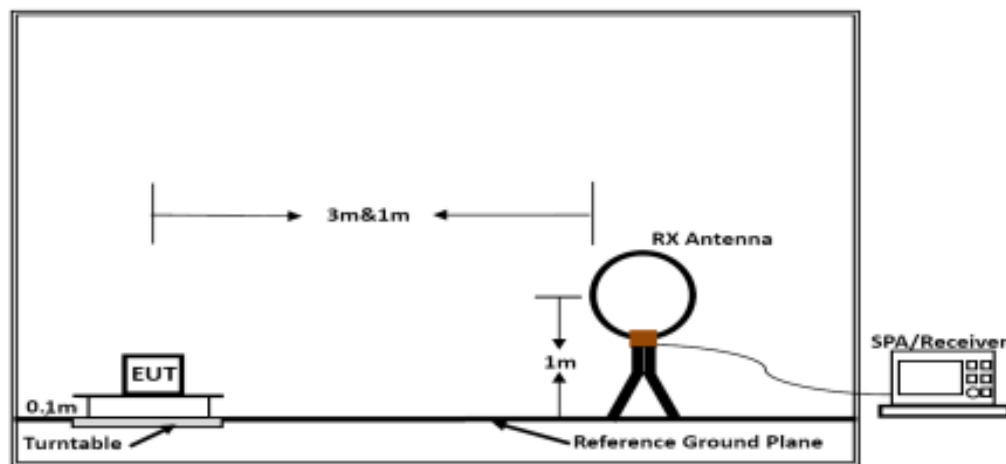 3m&1m
RX Antenna
1m
SPA/Receiver
EUT
0.1m
Turntable
Reference Ground Plane